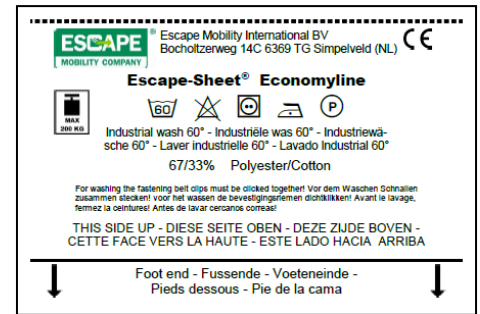 ESCAPE®
MOBILITY COMPANY
Escape Mobility International BV
Bocholtzerweg 14C 6369 TG Simpelveld (NL)
CE
Escape-Sheet® Economyline
MAX
200 KG
60
P
Industrial wash 60° - Industriële was 60° - Industriewä-
sche 60° - Laver industrielle 60° - Lavado Industrial 60°
67/33% Polyester/Cotton
For washing the fastening belt clips must be clicked together! Vor dem Waschen Schnallen
zusammen stecken! voor het wassen de bevestigingsriemen dichtklikken! Avant le lavage,
fermez la ceintures! Antes de lavar cercanos correas!
THIS SIDE UP - DIESE SEITE OBEN - DEZE ZIJDE BOVEN -
CETTE FACE VERS LA HAUTE - ESTE LADO HACIA ARRIBA
Foot end - Fussende - Voeteneinde -
Pieds dessous - Pie de la cama